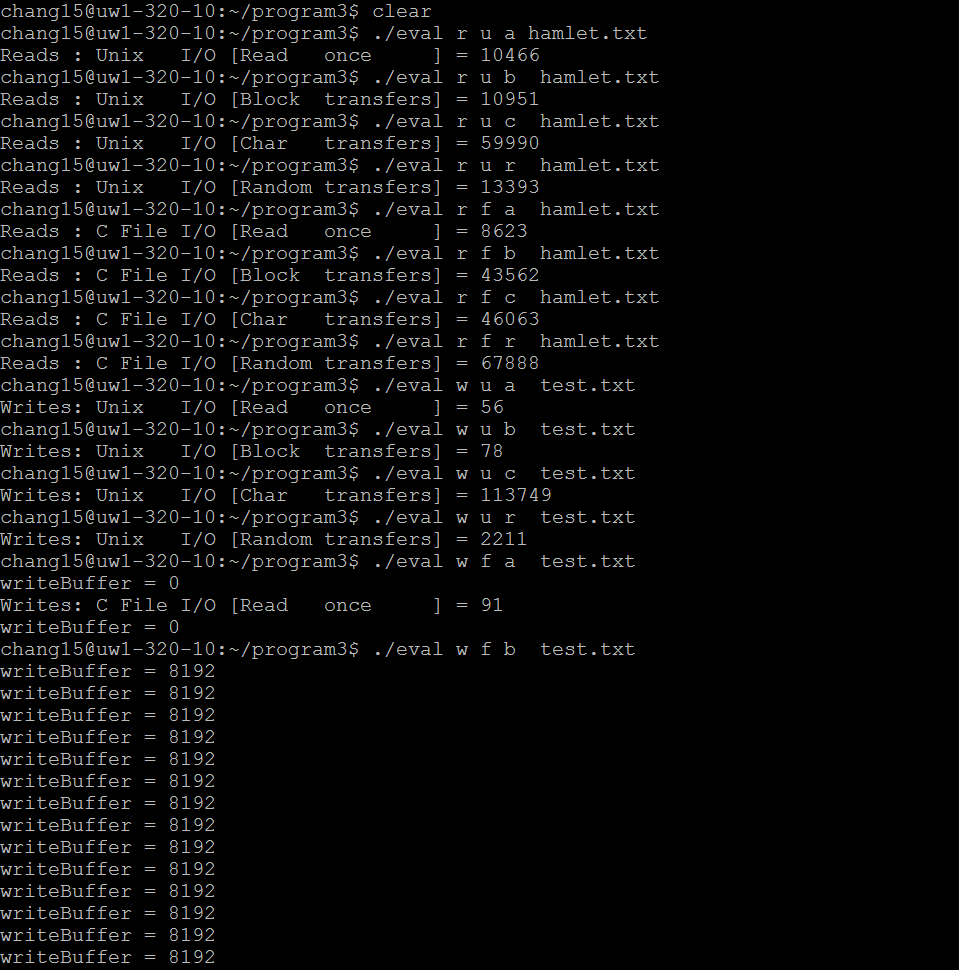 chang15@uw1-320-10:~/program3$ clear
chang15@uw1-320-10:~/program3$ ./eval r u a hamlet.txt
Reads : Unix   I/O [Read   once     ] = 10466
chang15@uw1-320-10:~/program3$ ./eval r u b  hamlet.txt
Reads : Unix   I/O [Block  transfers] = 10951
chang15@uw1-320-10:~/program3$ ./eval r u c  hamlet.txt
Reads : Unix   I/O [Char   transfers] = 59990
chang15@uw1-320-10:~/program3$ ./eval r u r  hamlet.txt
Reads : Unix   I/O [Random transfers] = 13393
chang15@uw1-320-10:~/program3$ ./eval r f a  hamlet.txt
Reads : C File I/O [Read   once     ] = 8623
chang15@uw1-320-10:~/program3$ ./eval r f b  hamlet.txt
Reads : C File I/O [Block  transfers] = 43562
chang15@uw1-320-10:~/program3$ ./eval r f c  hamlet.txt
Reads : C File I/O [Char   transfers] = 46063
chang15@uw1-320-10:~/program3$ ./eval r f r  hamlet.txt
Reads : C File I/O [Random transfers] = 67888
chang15@uw1-320-10:~/program3$ ./eval w u a  test.txt
Writes: Unix   I/O [Read   once     ] = 56
chang15@uw1-320-10:~/program3$ ./eval w u b  test.txt
Writes: Unix   I/O [Block  transfers] = 78
chang15@uw1-320-10:~/program3$ ./eval w u c  test.txt
Writes: Unix   I/O [Char   transfers] = 113749
chang15@uw1-320-10:~/program3$ ./eval w u r  test.txt
Writes: Unix   I/O [Random transfers] = 2211
chang15@uw1-320-10:~/program3$ ./eval w f a  test.txt
writeBuffer = 0
Writes: C File I/O [Read   once     ] = 91
writeBuffer = 0
chang15@uw1-320-10:~/program3$ ./eval w f b  test.txt
writeBuffer = 8192
writeBuffer = 8192
writeBuffer = 8192
writeBuffer = 8192
writeBuffer = 8192
writeBuffer = 8192
writeBuffer = 8192
writeBuffer = 8192
writeBuffer = 8192
writeBuffer = 8192
writeBuffer = 8192
writeBuffer = 8192
writeBuffer = 8192
writeBuffer = 8192